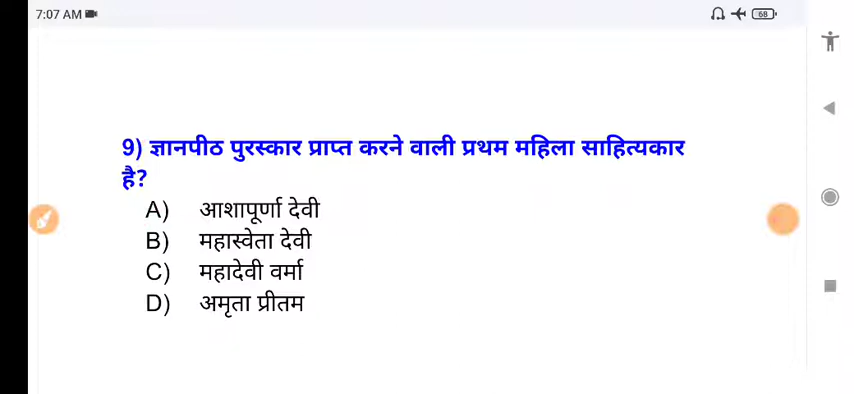 7:07 AM
68
9) ज्ञानपीठ पुरस्कार प्राप्त करने वाली प्रथम महिला साहित्यकार
है?
A) आशापूर्णा देवी
B) महास्वेता देवी
C) महादेवी वर्मा
D) अमृता प्रीतम